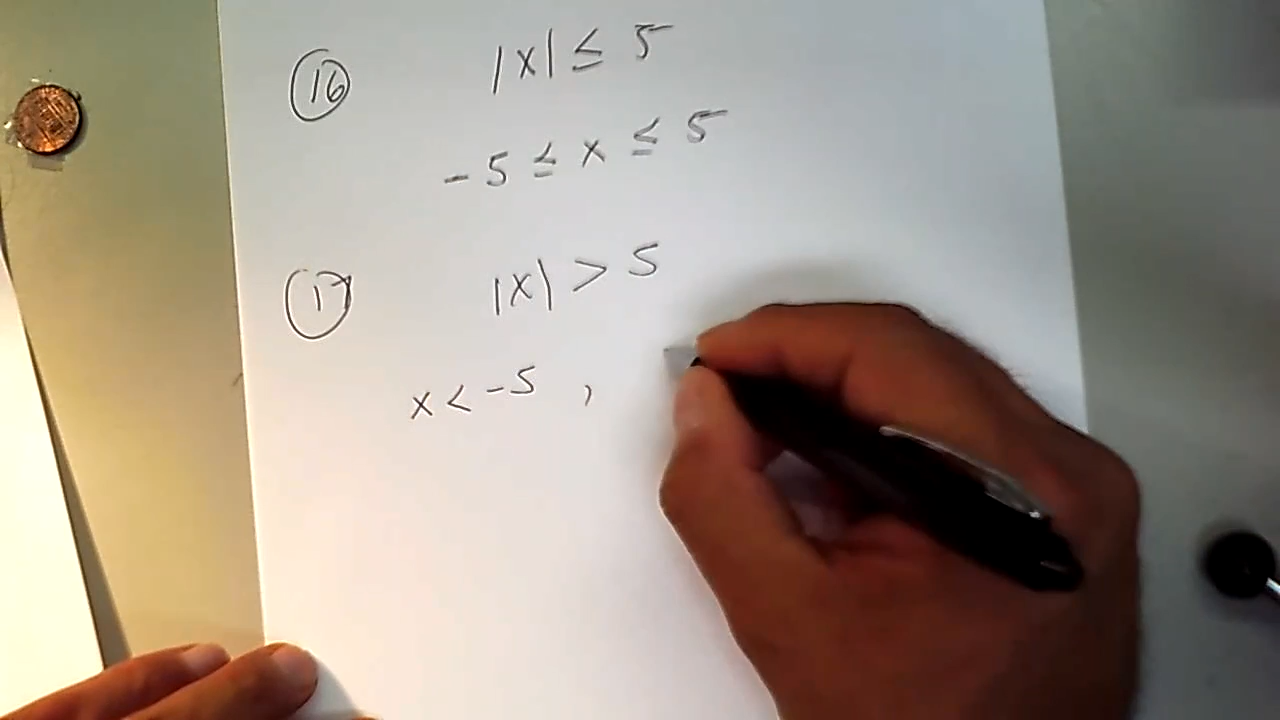 16 |x| ≤ 5
-5 ≤ x ≤ 5
17 |x| > 5
x < -5 ,